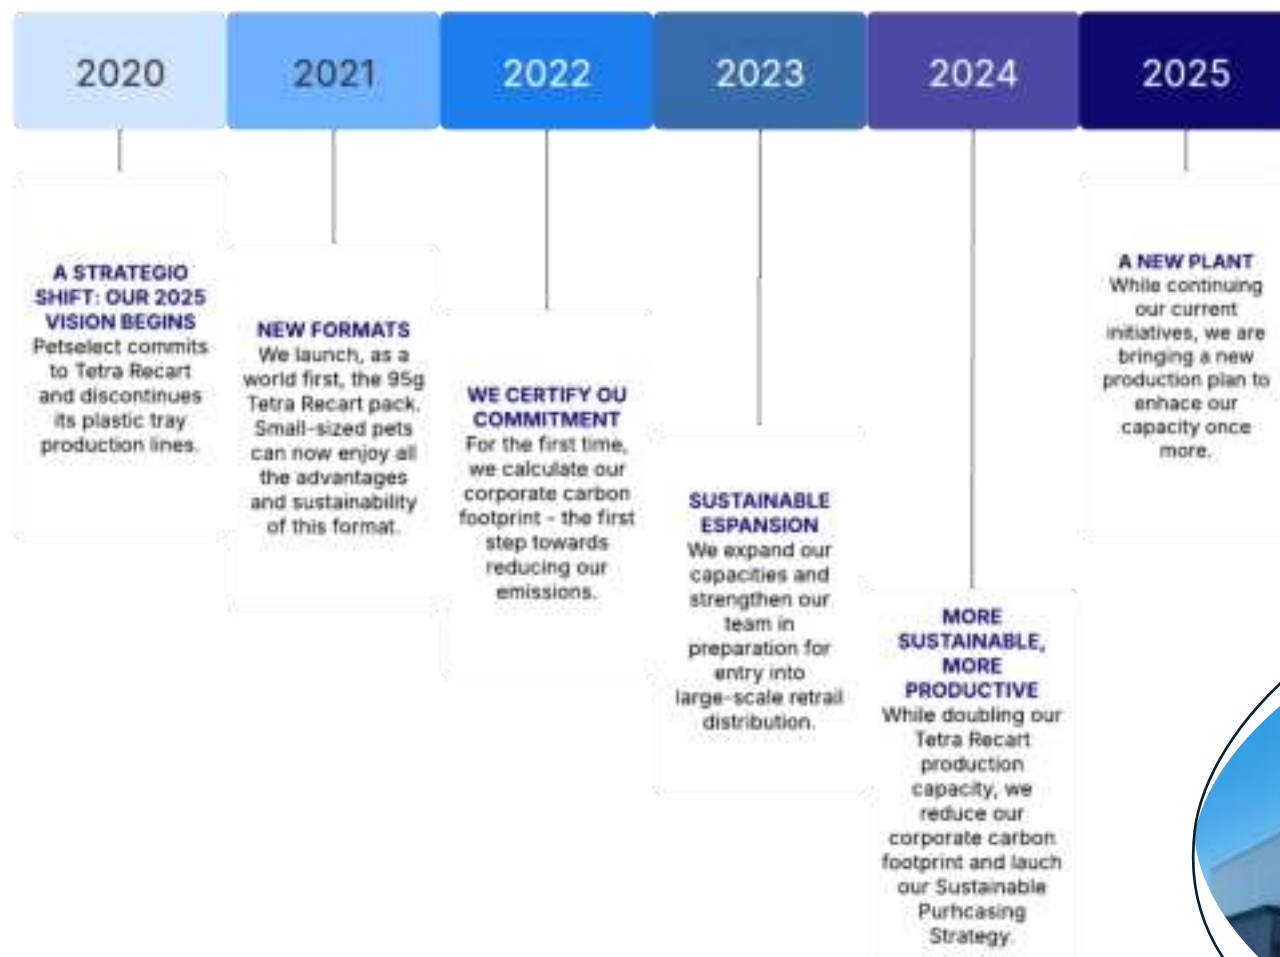 2020
2021
2022
2023
2024
2025
A STRATEGIO
SHIFT: OUR 2025
VISION BEGINS
Petselect commits
to Tetra Recart
and discontinues
its plastic tray
production lines.
NEW FORMATS
We launch, as a
world first, the 95g
Tetra Recart pack.
Small-sized pets
can now enjoy all
the advantages
and sustainability
of this format.
WE CERTIFY OU
COMMITMENT
For the first time,
we calculate our
corporate carbon
footprint - the first
step towards
reducing our
emissions.
SUSTAINABLE
ESPANSION
We expand our
capacities and
strengthen our
team in
preparation for
entry into
large-scale retrail
distribution.
MORE
SUSTAINABLE,
MORE
PRODUCTIVE
While doubling our
Tetra Recart
production
capacity, we
reduce our
corporate carbon
footprint and lauch
our Sustainable
Purhcasing
Strategy.
A NEW PLANT
While continuing
our current
initiatives, we are
bringing a new
production plan to
enhace our
capacity once
more.